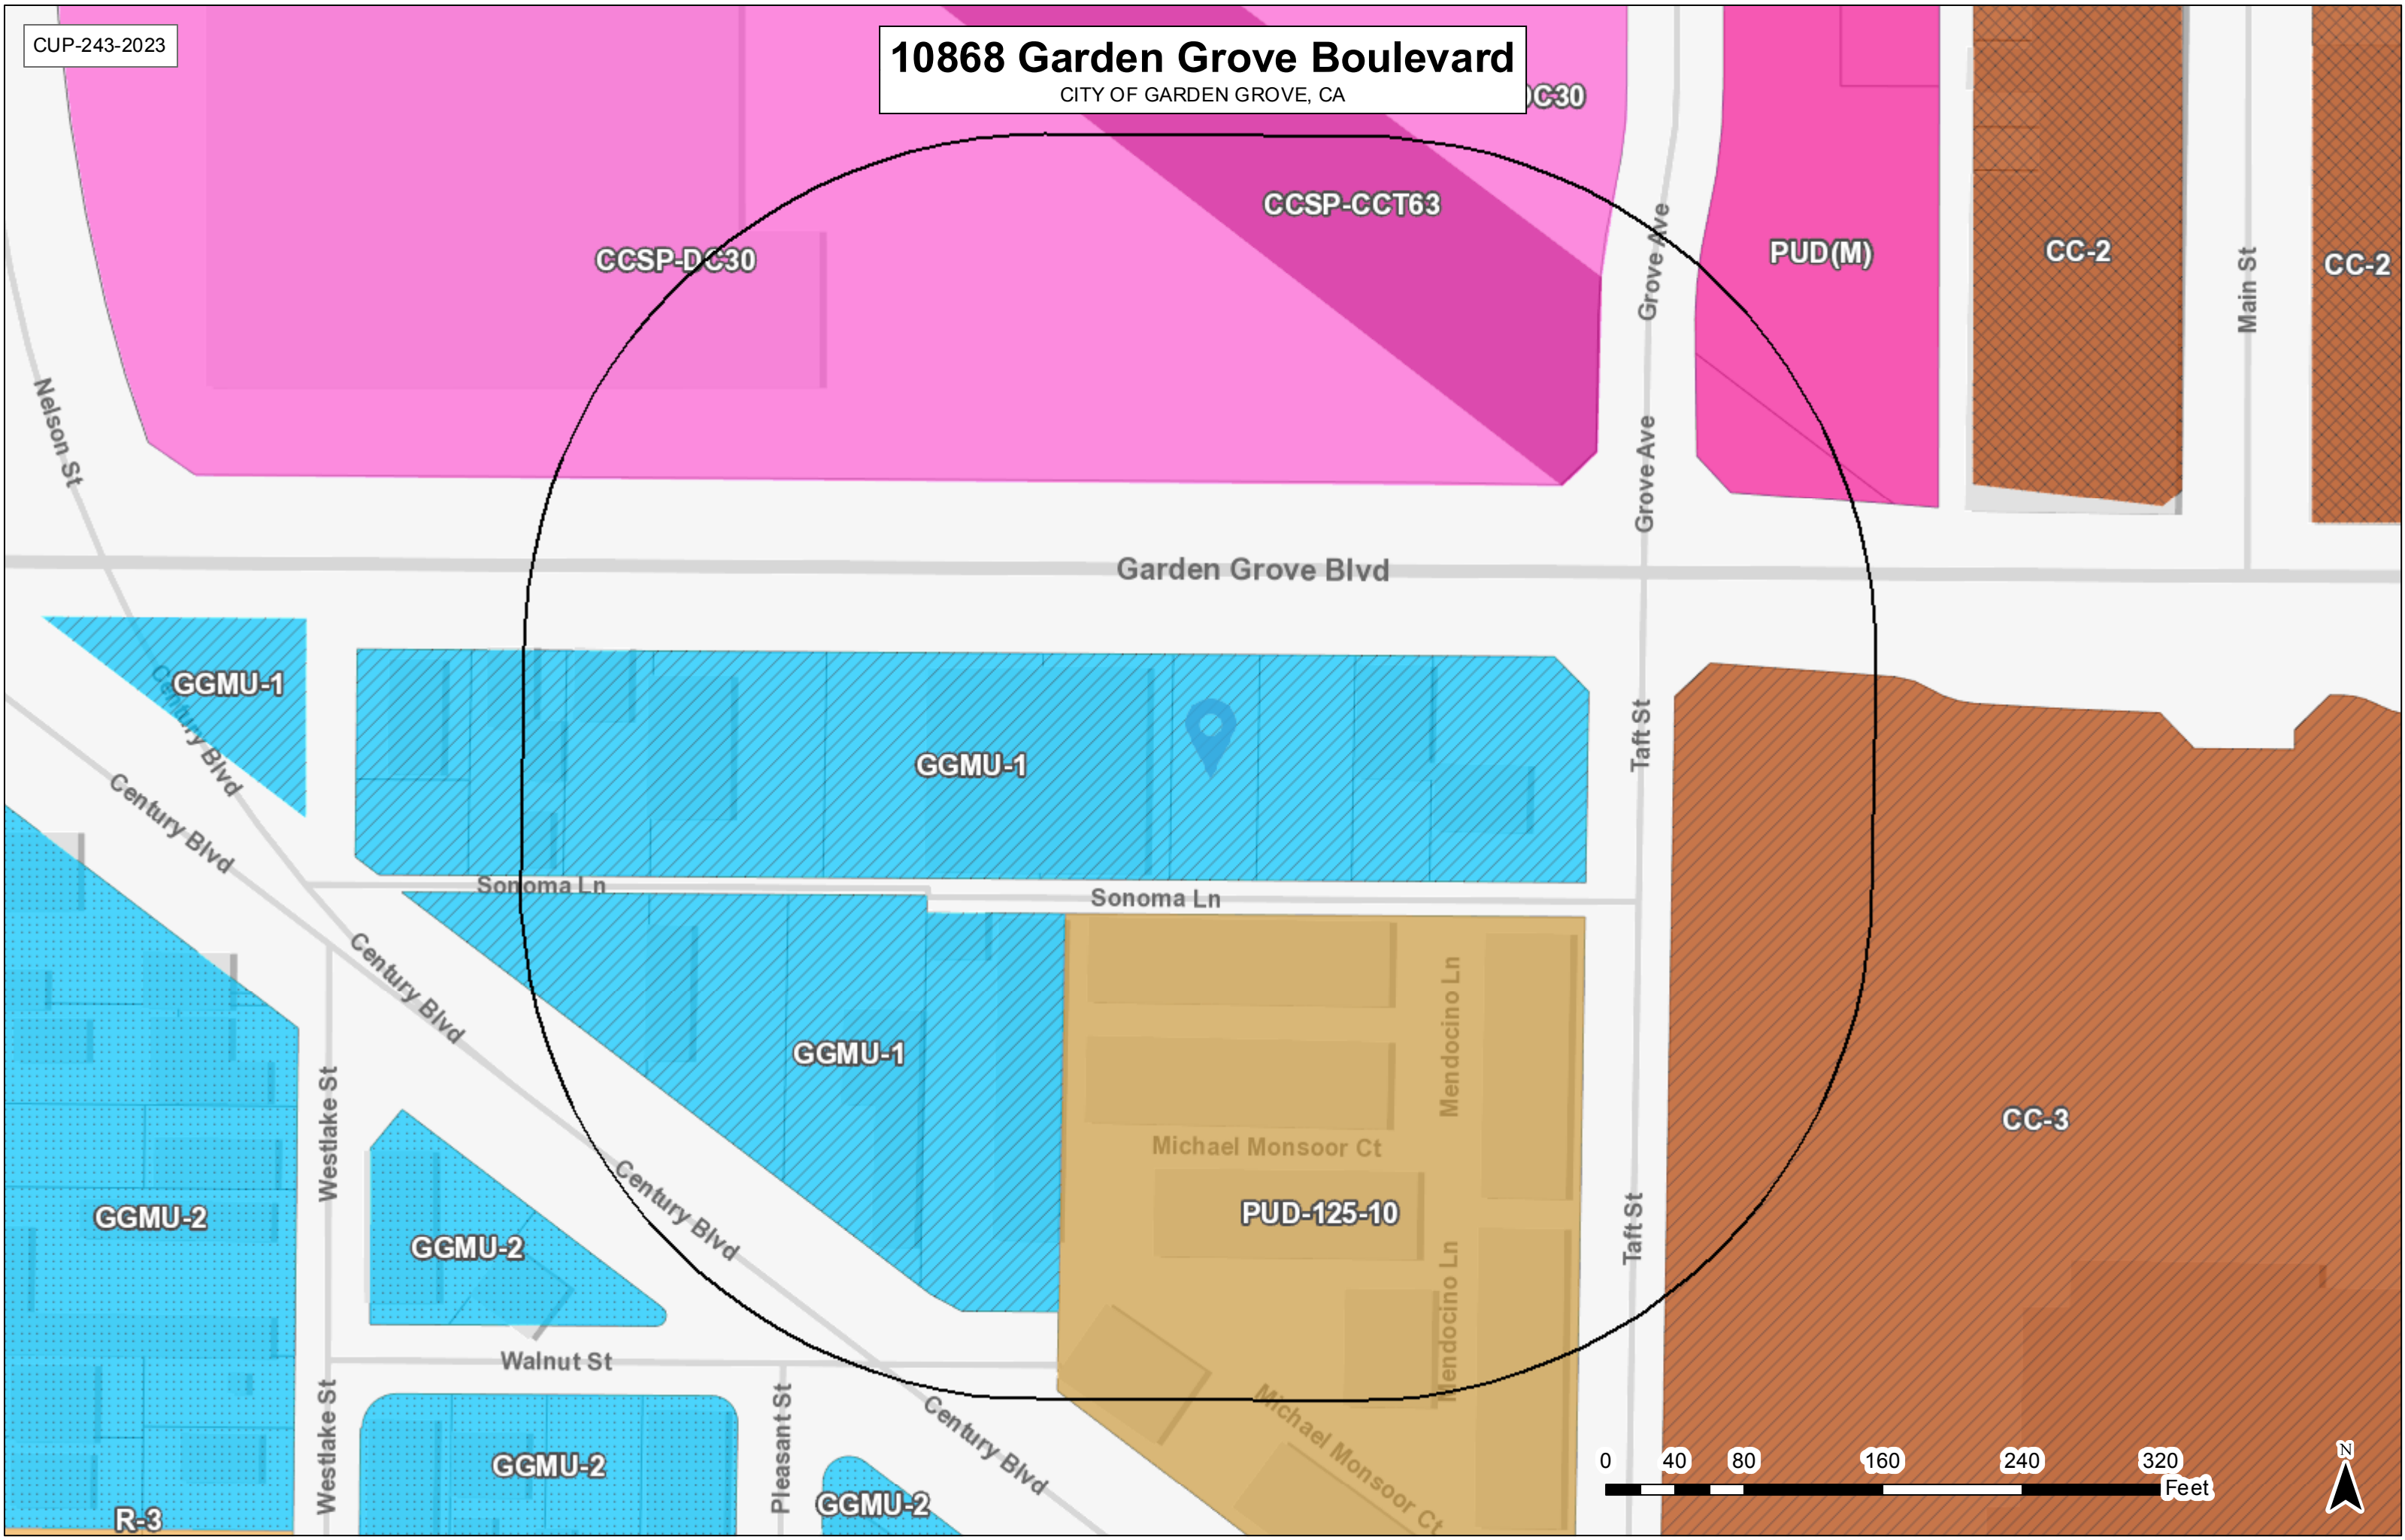 CUP-243-2023
10868 Garden Grove Boulevard
CITY OF GARDEN GROVE, CA
DC30
CCSP-CCT63
CCSP-DC30
PUD(M)
CC-2
CC-2
Grove Ave
Main St
Nelson St
Grove Ave
Garden Grove Blvd
GGMU-1
Century Blvd
Century Blvd
GGMU-1
Taft St
Sonoma Ln
Sonoma Ln
Century Blvd
GGMU-1
Mendocino Ln
Westlake St
CC-3
Michael Monsoor Ct
GGMU-2
GGMU-2
Century Blvd
PUD-125-10
Taft St
Mendocino Ln
Walnut St
Westlake St
Pleasant St
Century Blvd
Michael Monsoor Ct
GGMU-2
GGMU-2
R-3
0 40 80 160 240 320
Feet
N